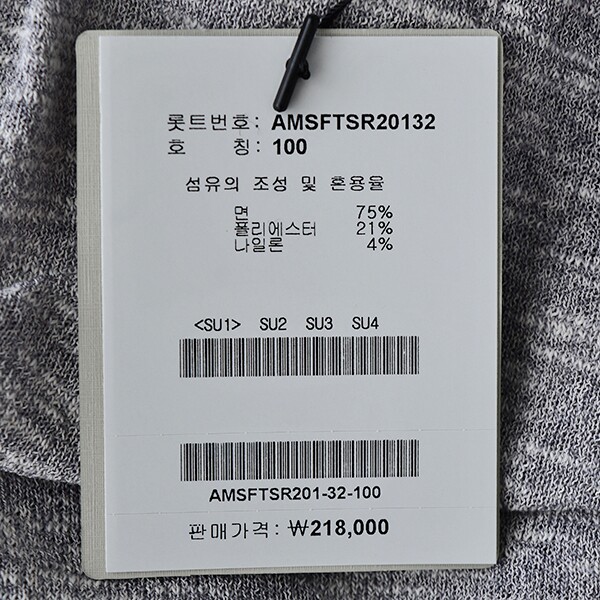 롯트번호: AMSFTSR20132
호 칭: 100
섬유의 조성 및 혼용율
면 75%
폴리에스터 21%
나일론 4%
<SU1> SU2 SU3 SU4
AMSFTSR201-32-100
판매가격: ₩218,000